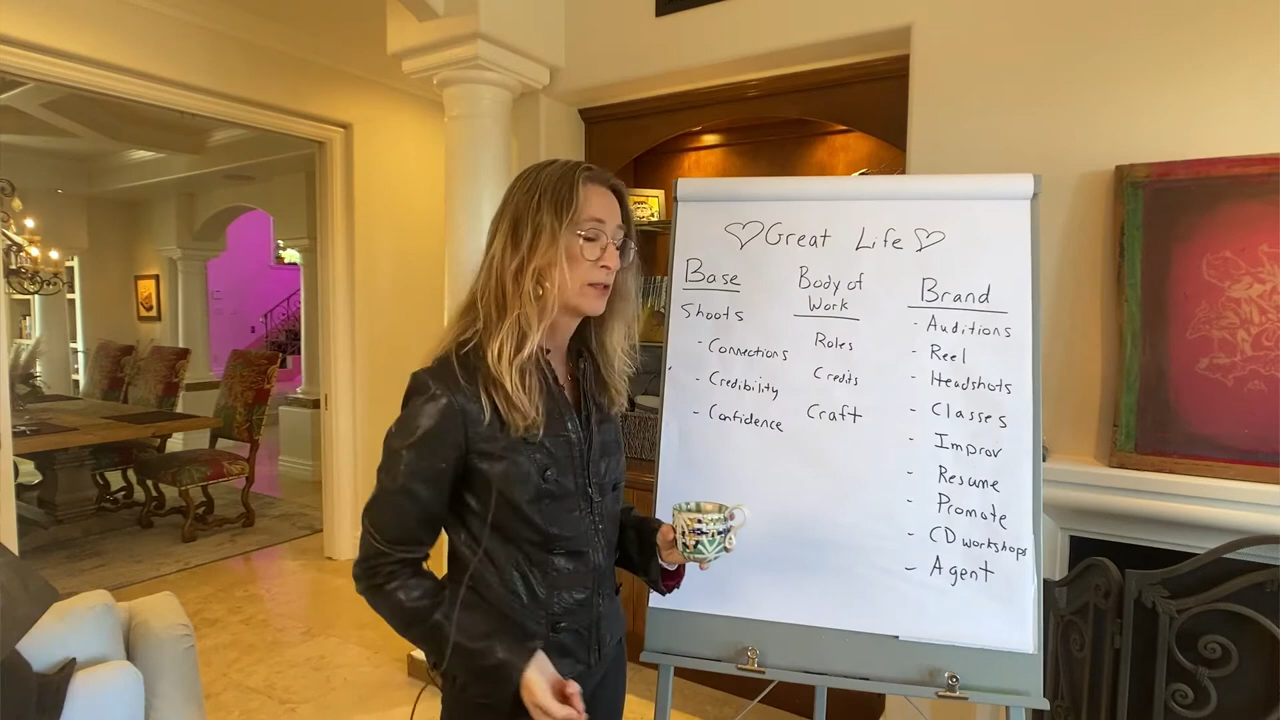 Great Life
Base
Shoots
- Connections
- Credibility
- Confidence
Body of
Work
Roles
Credits
Craft
Brand
- Auditions
- Reel
- Headshots
- Classes
- Improv
- Resume
- Promote
- CD workshops
- Agent